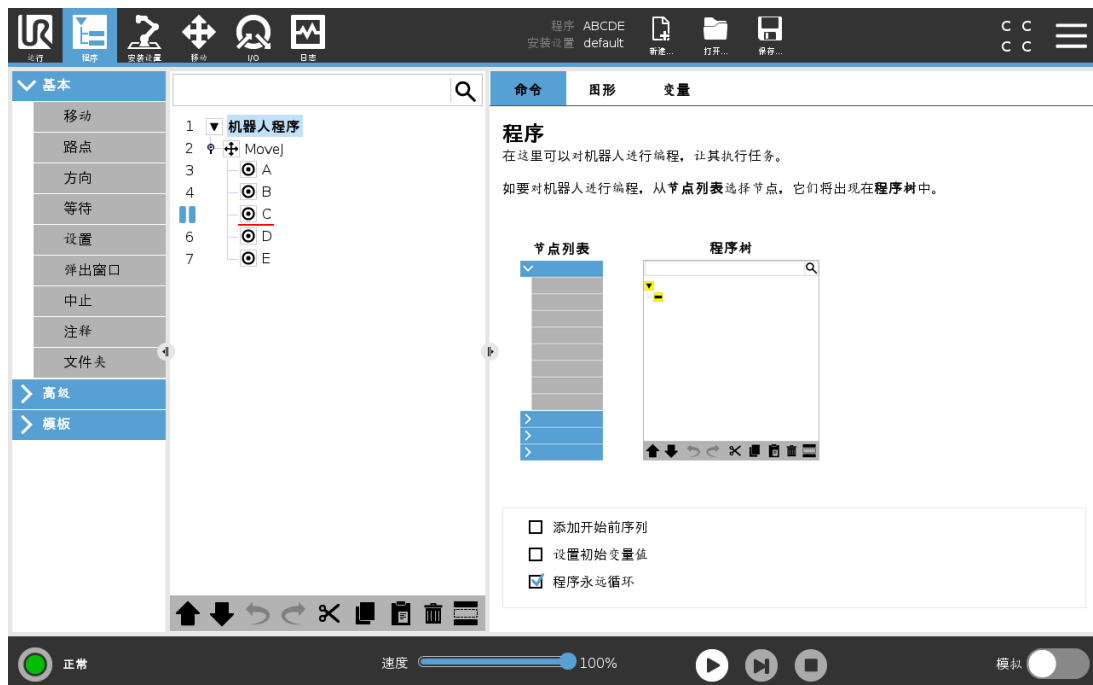 UR
运行
程序
安装设置
移动
I/O
日志
程序 ABCDE
安装设置 default
新建...
打开...
保存...
C C
C C
基本
移动
路点
方向
等待
设置
弹出窗口
中止
注释
文件夹
高级
模板
1 机器人程序
2 MoveJ
3 A
4 B
C
6 D
7 E
命令 图形 变量
程序
在这里可以对机器人进行编程，让其执行任务。
如要对机器人进行编程，从节点列表选择节点，它们将出现在程序树中。
节点列表
程序树
添加开始前序列
设置初始变量值
程序永远循环
正常
速度
100%
模拟